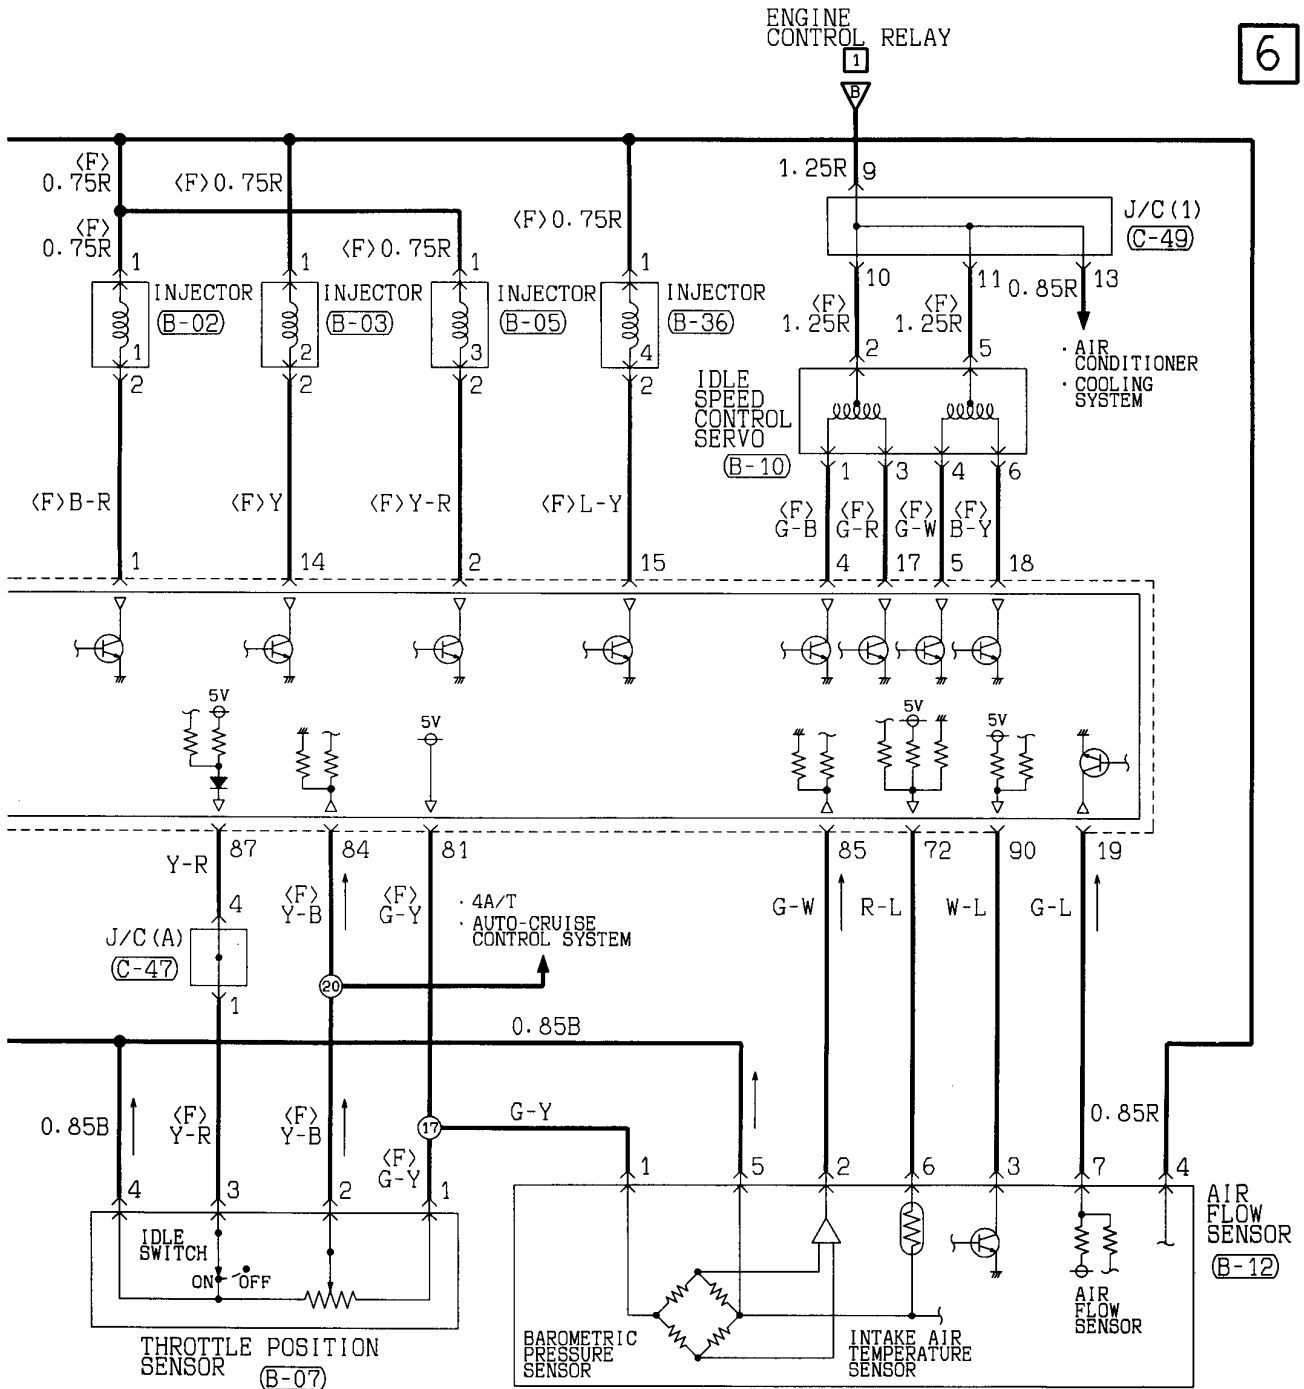 ENGINE
CONTROL RELAY
1
B
6
<F>
0.75R
<F>0.75R
<F>
0.75R
<F>0.75R
<F>0.75R
1.25R 9
J/C(1)
C-49
10 11 13
0.85R
<F>
1.25R
<F>
1.25R
· AIR
CONDITIONER
· COOLING
SYSTEM
1 1 1 1
INJECTOR
B-02
INJECTOR
B-03
INJECTOR
B-05
INJECTOR
B-36
1 2 3 4
2 2 2 2
2 5
IDLE
SPEED
CONTROL
SERVO
B-10
1 3 4 6
<F>B-R
<F>Y
<F>Y-R
<F>L-Y
<F>
G-B
<F>
G-R
<F>
G-W
<F>
B-Y
1 14 2 15 4 17 5 18
5V
5V
5V
5V
87 84 81 85 72 90 19
Y-R
4
J/C(A)
C-47
1
<F>
Y-B
<F>
G-Y
· 4A/T
· AUTO-CRUISE
CONTROL SYSTEM
20
G-W R-L W-L G-L
0.85B
0.85B
<F>
Y-R
<F>
Y-B
17
G-Y
<F>
G-Y
0.85R
4 3 2 1
1 5 2 6 3 7 4
IDLE
SWITCH
ON OFF
THROTTLE POSITION
SENSOR
B-07
BAROMETRIC
PRESSURE
SENSOR
INTAKE AIR
TEMPERATURE
SENSOR
AIR
FLOW
SENSOR
AIR
FLOW
SENSOR
B-12